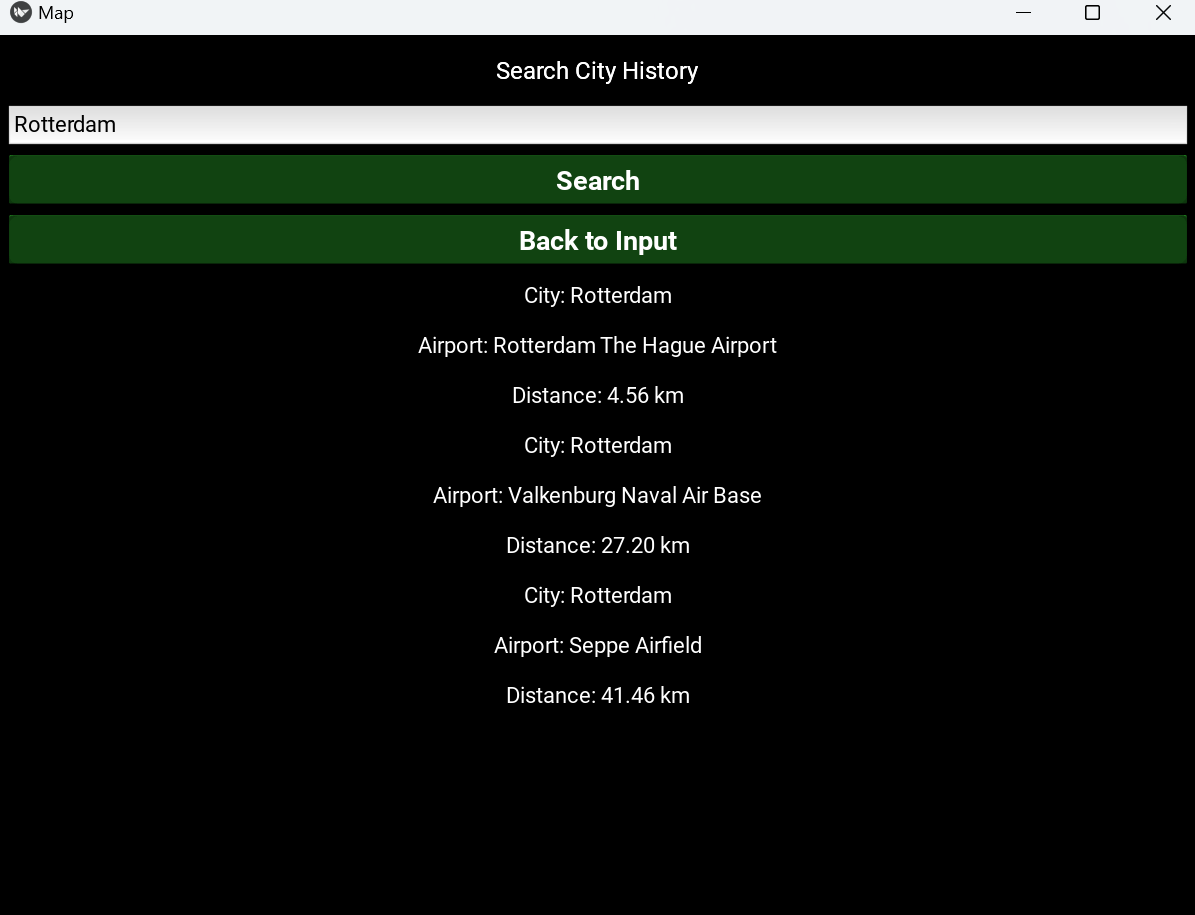 Map
Search City History
Rotterdam
Search
Back to Input
City: Rotterdam
Airport: Rotterdam The Hague Airport
Distance: 4.56 km
City: Rotterdam
Airport: Valkenburg Naval Air Base
Distance: 27.20 km
City: Rotterdam
Airport: Seppe Airfield
Distance: 41.46 km